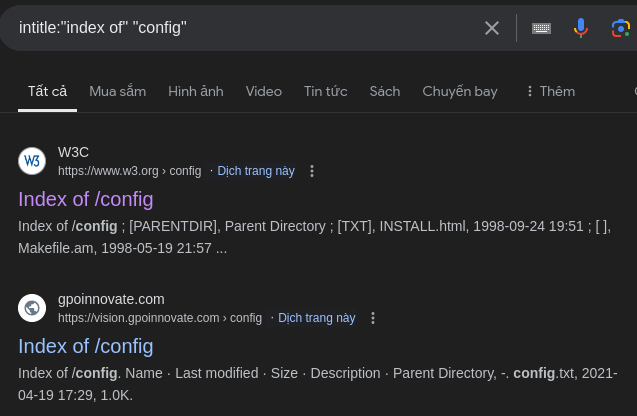 intitle:"index of" "config"
Tất cả Mua sắm Hình ảnh Video Tin tức Sách Chuyến bay Thêm
W3
W3C
https://www.w3.org › config · Dịch trang này
Index of /config
Index of /config ; [PARENTDIR], Parent Directory ; [TXT], INSTALL.html, 1998-09-24 19:51 ; [ ],
Makefile.am, 1998-05-19 21:57 ...
gpoinnovate.com
https://vision.gpoinnovate.com › config · Dịch trang này
Index of /config
Index of /config. Name · Last modified · Size · Description · Parent Directory, -. config.txt, 2021-
04-19 17:29, 1.0K.